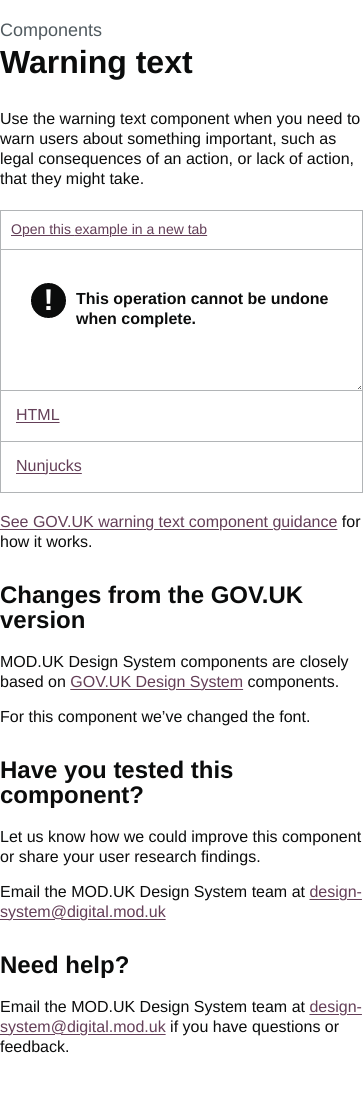 Components
Warning text
Use the warning text component when you need to
warn users about something important, such as
legal consequences of an action, or lack of action,
that they might take.
Open this example in a new tab
! This operation cannot be undone
when complete.
HTML
Nunjucks
See GOV.UK warning text component guidance for
how it works.
Changes from the GOV.UK
version
MOD.UK Design System components are closely
based on GOV.UK Design System components.
For this component we’ve changed the font.
Have you tested this
component?
Let us know how we could improve this component
or share your user research findings.
Email the MOD.UK Design System team at design-
system@digital.mod.uk
Need help?
Email the MOD.UK Design System team at design-
system@digital.mod.uk if you have questions or
feedback.